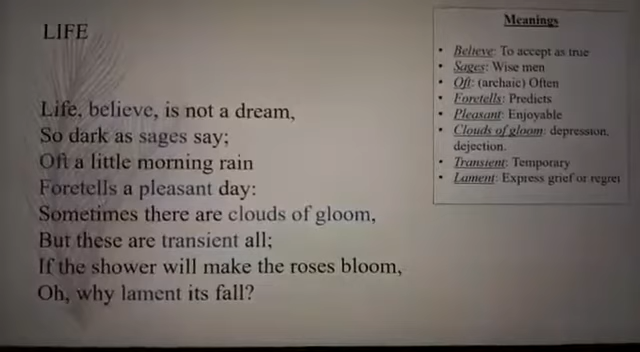 LIFE
Life, believe, is not a dream,
So dark as sages say;
Oft a little morning rain
Foretells a pleasant day:
Sometimes there are clouds of gloom,
But these are transient all;
If the shower will make the roses bloom,
Oh, why lament its fall?
Meanings
• Believe: To accept as true
• Sages: Wise men
• Oft: (archaic) Often
• Foretells: Predicts
• Pleasant: Enjoyable
• Clouds of gloom: depression,
dejection.
• Transient: Temporary
• Lament: Express grief or regret